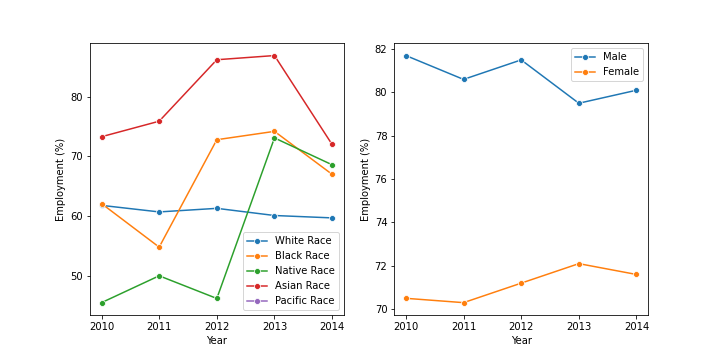 Employment (%)
80
70
60
50
2010 2011 2012 2013 2014
Year
White Race
Black Race
Native Race
Asian Race
Pacific Race
Employment (%)
82
80
78
76
74
72
70
2010 2011 2012 2013 2014
Year
Male
Female